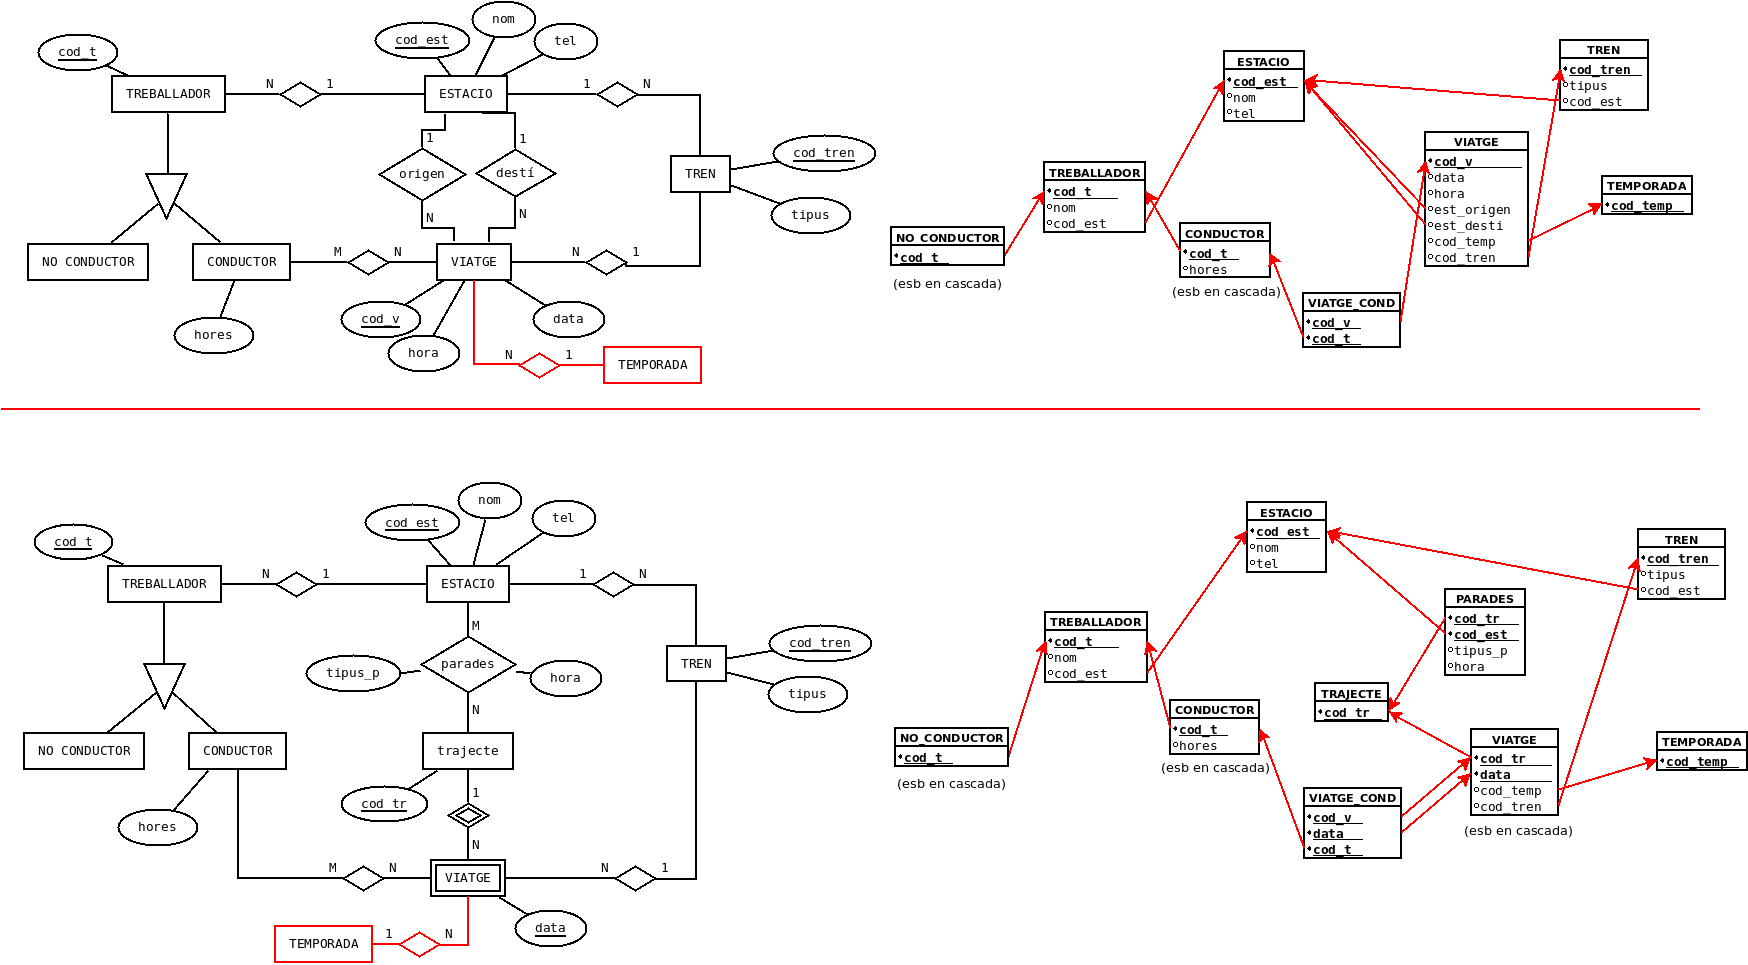 nom
cod_est
tel
cod_t
N
1
1
N
TREBALLADOR
ESTACIO
1
1
cod_tren
origen
destí
TREN
N
N
tipus
M
N
N
1
NO CONDUCTOR
CONDUCTOR
VIATGE
hores
cod_v
data
hora
N
1
TEMPORADA
ESTACIO
cod_est
nom
tel
TREN
cod_tren
tipus
cod_est
VIATGE
cod_v
data
hora
est_origen
est_desti
cod_temp
cod_tren
TEMPORADA
cod_temp
TREBALLADOR
cod_t
nom
cod_est
NO_CONDUCTOR
cod_t
(esb en cascada)
CONDUCTOR
cod_t
hores
(esb en cascada)
VIATGE_COND
cod_v
cod_t
nom
cod_est
tel
cod_t
N
1
1
N
TREBALLADOR
ESTACIO
M
cod_tren
tipus_p
parades
hora
TREN
tipus
N
NO CONDUCTOR
CONDUCTOR
trajecte
cod_tr
1
hores
N
M
N
VIATGE
N
1
data
TEMPORADA
1
N
ESTACIO
cod_est
nom
tel
TREN
cod_tren
tipus
cod_est
PARADES
cod_tr
cod_est
tipus_p
hora
TREBALLADOR
cod_t
nom
cod_est
TRAJECTE
cod_tr
NO_CONDUCTOR
cod_t
(esb en cascada)
CONDUCTOR
cod_t
hores
(esb en cascada)
VIATGE
cod_tr
data
cod_temp
cod_tren
(esb en cascada)
TEMPORADA
cod_temp
VIATGE_COND
cod_v
data
cod_t